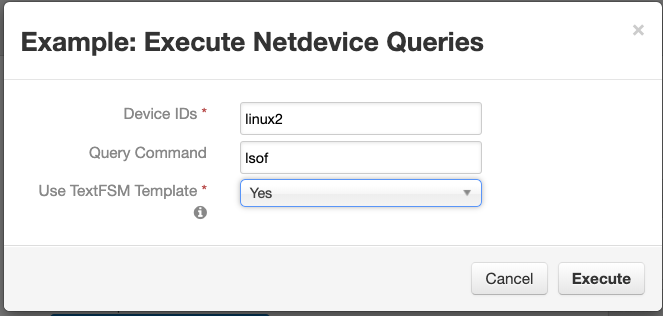 Example: Execute Netdevice Queries
×
Device IDs *
linux2
Query Command
lsof
Use TextFSM Template *
Yes
Cancel
Execute